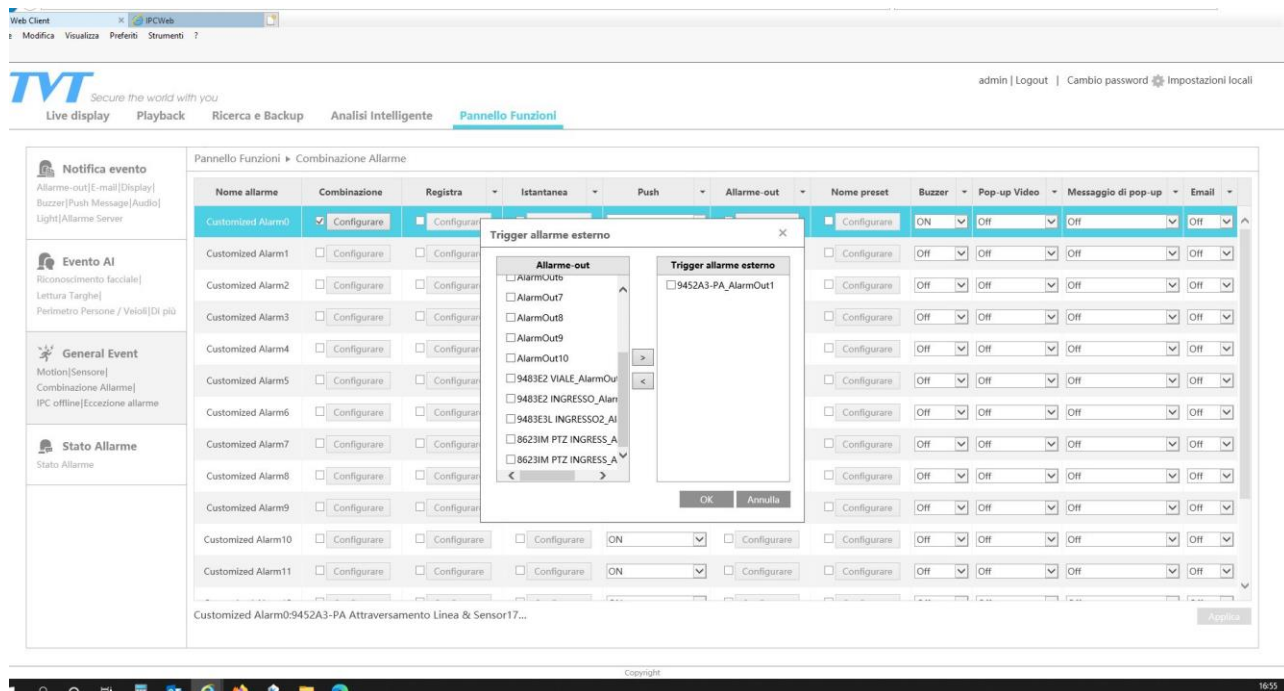 Web Client × IPCWeb
Modifica Visualizza Preferiti Strumenti ?
TVT Secure the world with you
admin | Logout | Cambio password Impostazioni locali
Live display Playback Ricerca e Backup Analisi Intelligente Pannello Funzioni
Notifica evento
Allarme-out|E-mail|Display|
Buzzer|Push Message|Audio|
Light|Allarme Server
Evento AI
Riconoscimento facciale|
Lettura Targhe|
Perimetro Persone / Veioli|Di più
General Event
Motion|Sensore|
Combinazione Allarme|
IPC offline|Eccezione allarme
Stato Allarme
Stato Allarme
Pannello Funzioni ▸ Combinazione Allarme
Nome allarme Combinazione Registra Istantanea Push Allarme-out Nome preset Buzzer Pop-up Video Messaggio di pop-up Email
Customized Alarm0 Configurare Configurare Configurare ON Off Off Off
Customized Alarm1 Configurare Configurare Configurare Off Off Off Off
Customized Alarm2 Configurare Configurare Configurare Off Off Off Off
Customized Alarm3 Configurare Configurare Configurare Off Off Off Off
Customized Alarm4 Configurare Configurare Configurare Off Off Off Off
Customized Alarm5 Configurare Configurare Configurare Off Off Off Off
Customized Alarm6 Configurare Configurare Configurare Off Off Off Off
Customized Alarm7 Configurare Configurare Configurare Off Off Off Off
Customized Alarm8 Configurare Configurare Configurare Off Off Off Off
Customized Alarm9 Configurare Configurare Configurare Off Off Off Off
Customized Alarm10 Configurare Configurare Configurare ON Configurare Configurare Off Off Off Off
Customized Alarm11 Configurare Configurare Configurare ON Configurare Configurare Off Off Off Off
Trigger allarme esterno ×
Allarme-out
AlarmOut6
AlarmOut7
AlarmOut8
AlarmOut9
AlarmOut10
9483E2 VIALE_AlarmOu
9483E2 INGRESSO_Alarr
9483E3L INGRESSO2_Al
8623IM PTZ INGRESS_A
8623IM PTZ INGRESS_A
>
<
Trigger allarme esterno
9452A3-PA_AlarmOut1
OK Annulla
Customized Alarm0:9452A3-PA Attraversamento Linea & Sensor17...
Applica
Copyright
16:55